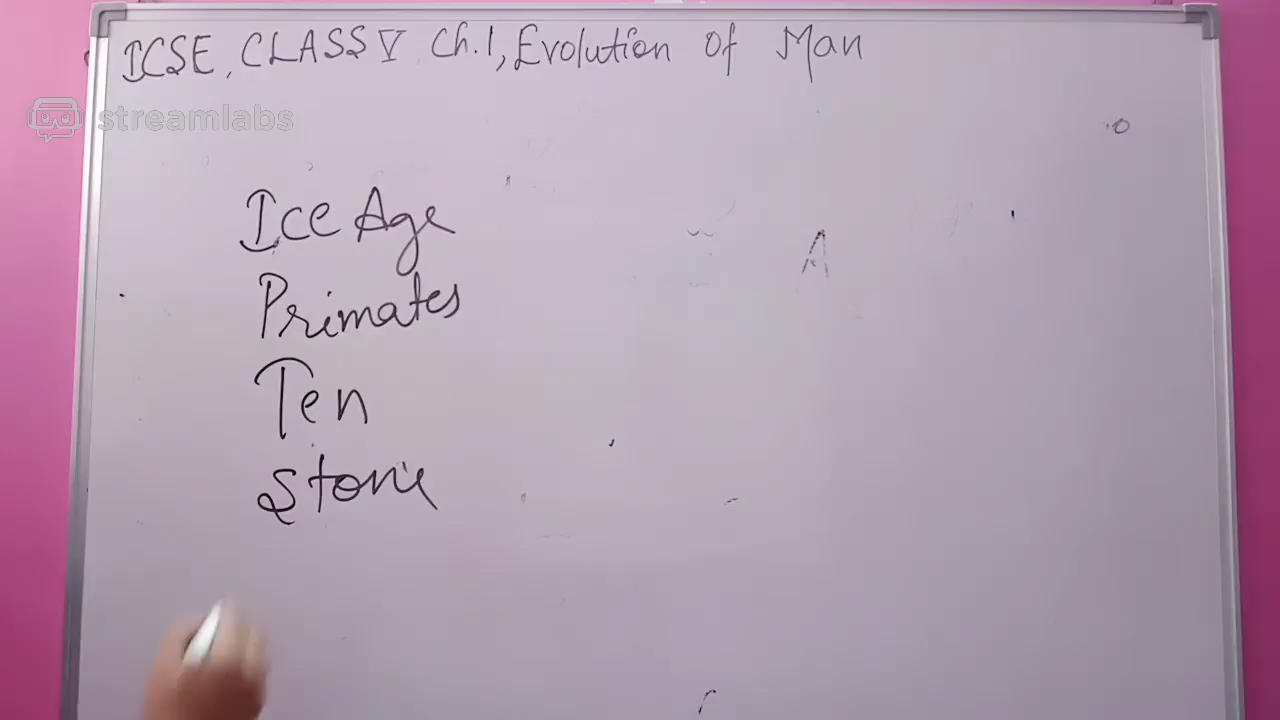 ICSE, CLASS V Ch.1, Evolution Of Man
streamlabs
Ice Age
Primates
Ten
Stone
A